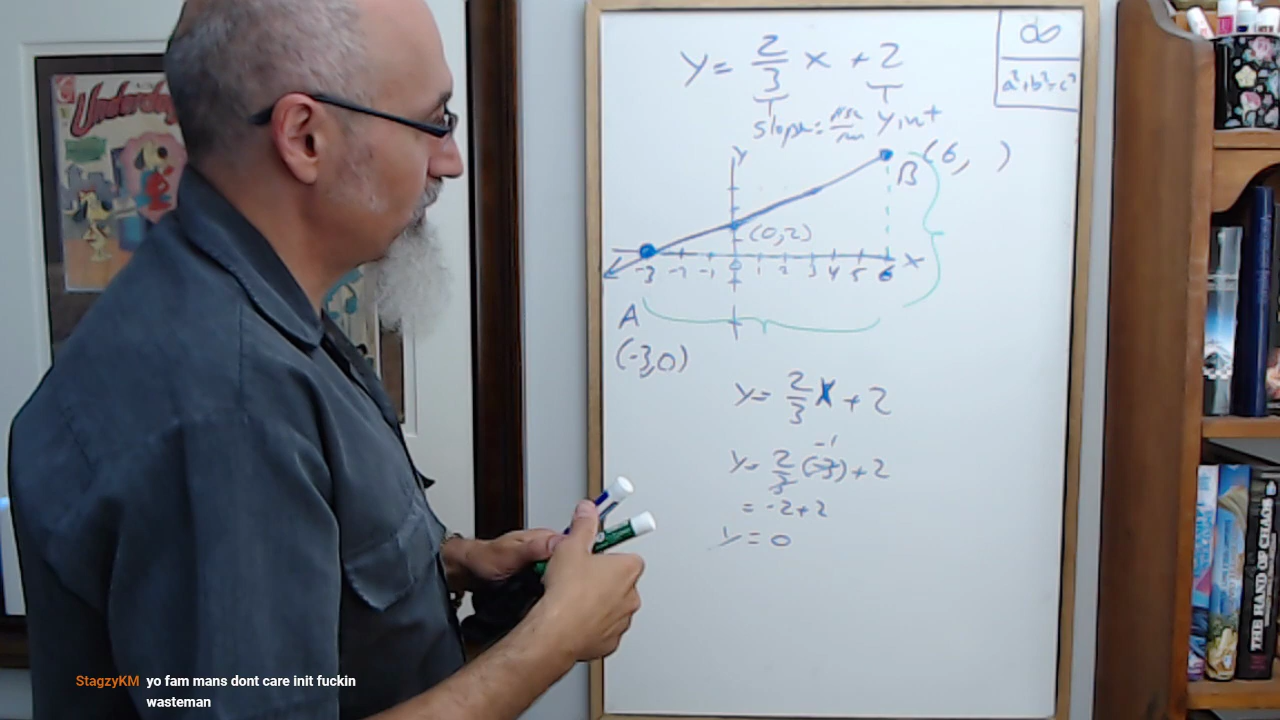 Underdog
∞
a²+b²=c²
y = 2/3 x + 2
slope = rise/run y int
y
B (6, )
(0,2)
-3 -2 -1 0 1 2 3 4 5 6 x
A
(-3,0)
y = 2/3 x + 2
-1
y = 2/3 (-3) + 2
= -2+2
y = 0
THE HAND OF CHAOS
StagzyKM yo fam mans dont care init fuckin
wasteman